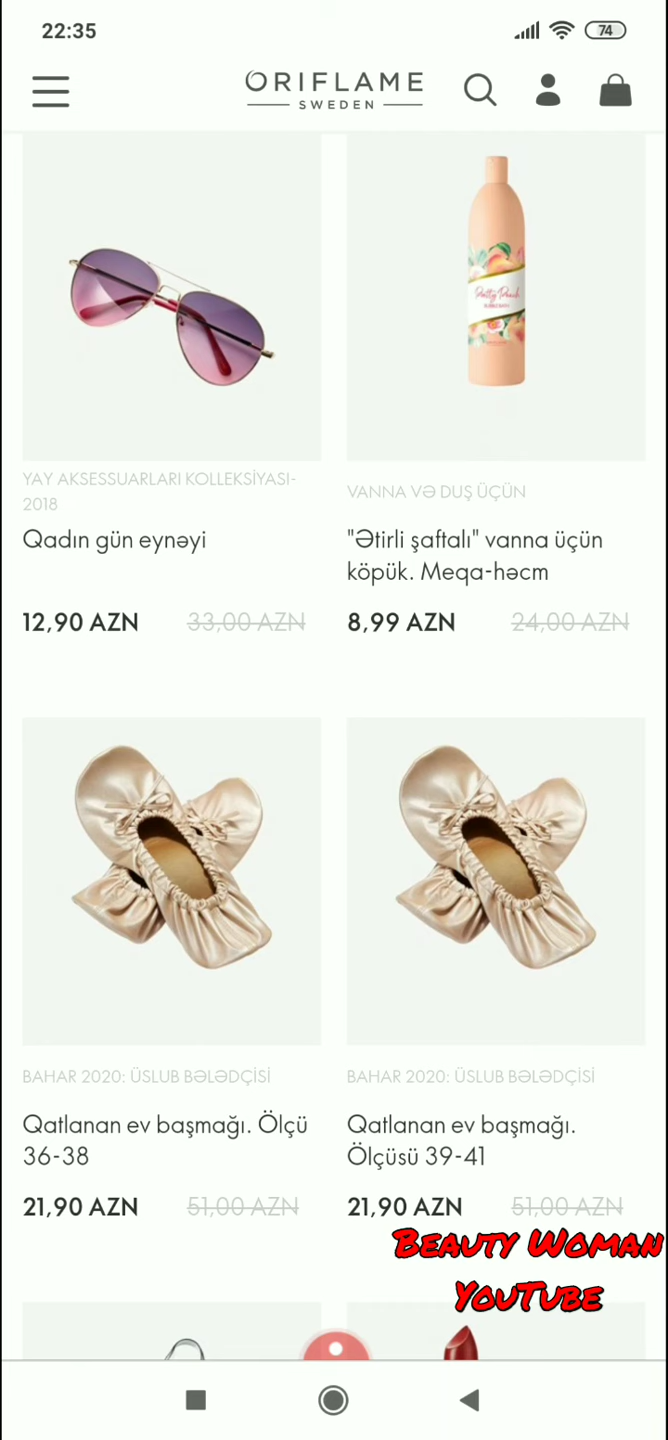 22:35
74
ORIFLAME
SWEDEN
Pretty Peach
YAY AKSESSUARLARI KOLLEKSİYASI-
2018
VANNA VƏ DUŞ ÜÇÜN
Qadın gün eynəyi
"Ətirli şaftalı" vanna üçün
köpük. Meqa-həcm
12,90 AZN 33,00 AZN
8,99 AZN 24,00 AZN
BAHAR 2020: ÜSLUB BƏLƏDÇİSİ
BAHAR 2020: ÜSLUB BƏLƏDÇİSİ
Qatlanan ev başmağı. Ölçü
36-38
Qatlanan ev başmağı.
Ölçüsü 39-41
21,90 AZN 51,00 AZN
21,90 AZN 51,00 AZN
BEAUTY WOMAN
YOUTUBE